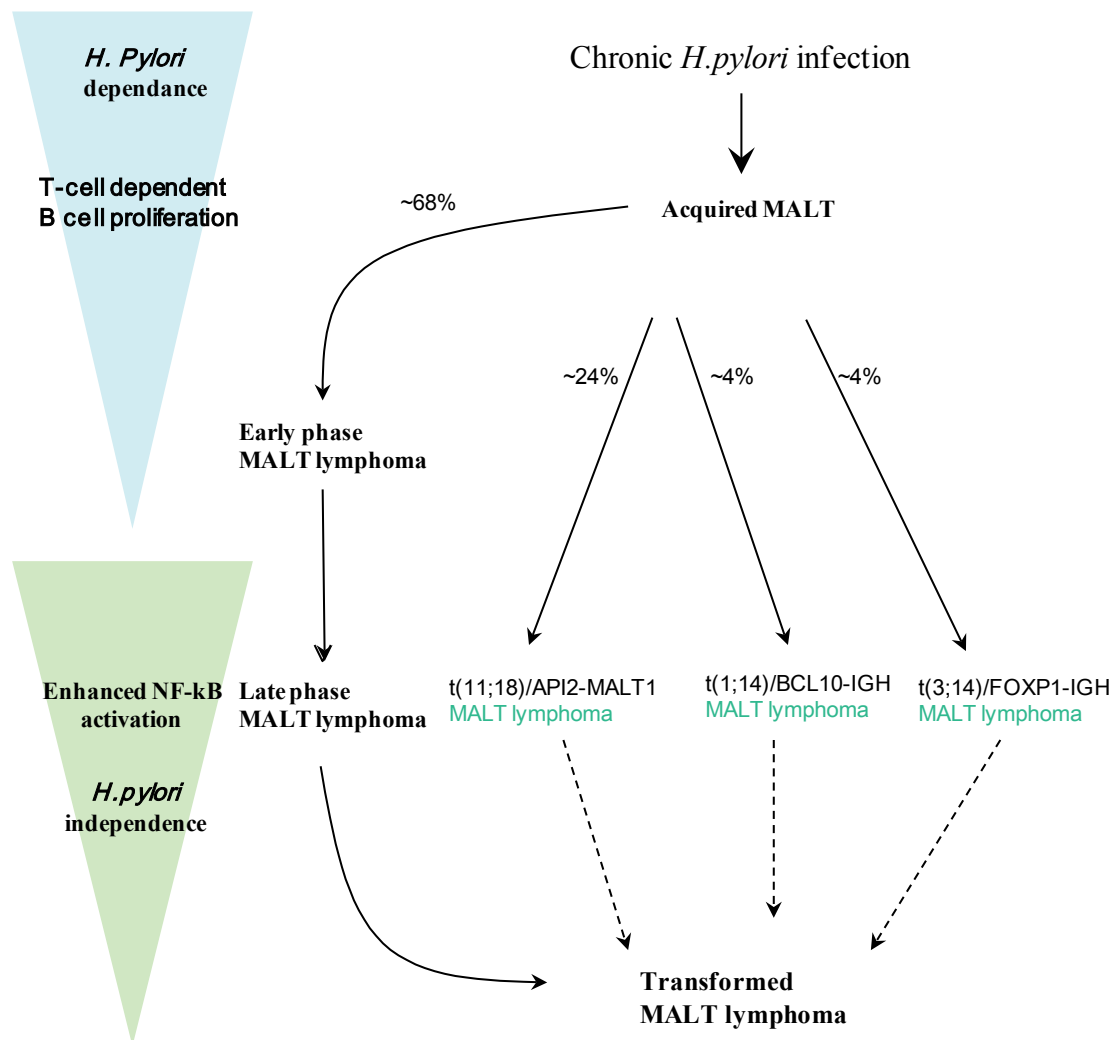 H. Pylori
dependance
Chronic H.pylori infection
T-cell dependent
B cell proliferation
~68%
Acquired MALT
~24%
~4%
~4%
Early phase
MALT lymphoma
Enhanced NF-kB
activation
Late phase
MALT lymphoma
t(11;18)/API2-MALT1
MALT lymphoma
t(1;14)/BCL10-IGH
MALT lymphoma
t(3;14)/FOXP1-IGH
MALT lymphoma
H.pylori
independence
Transformed
MALT lymphoma